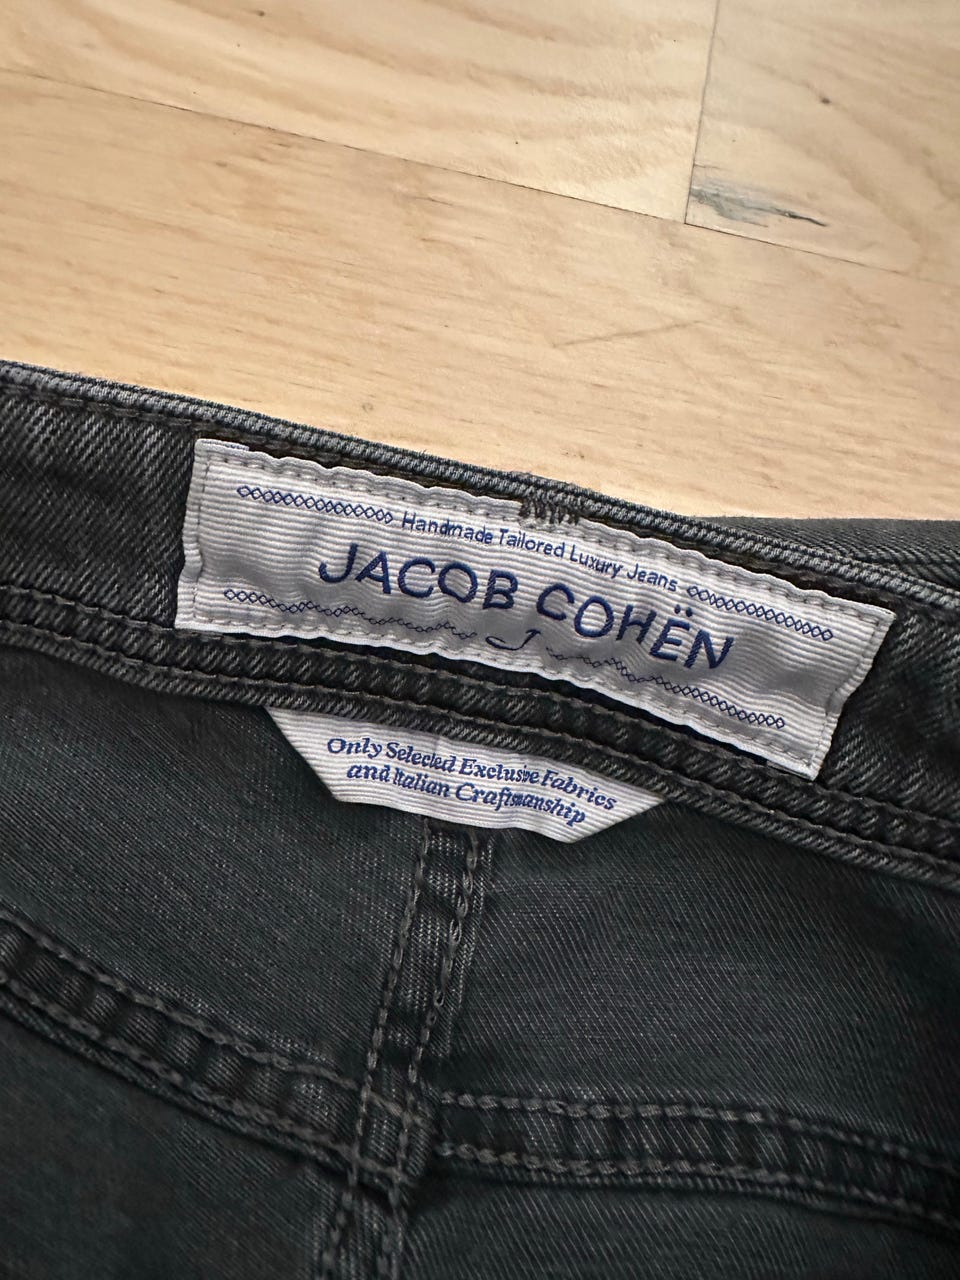 Handmade Tailored Luxury Jeans
JACOB COHËN
J
Only Selected Exclusive Fabrics
and Italian Craftsmanship